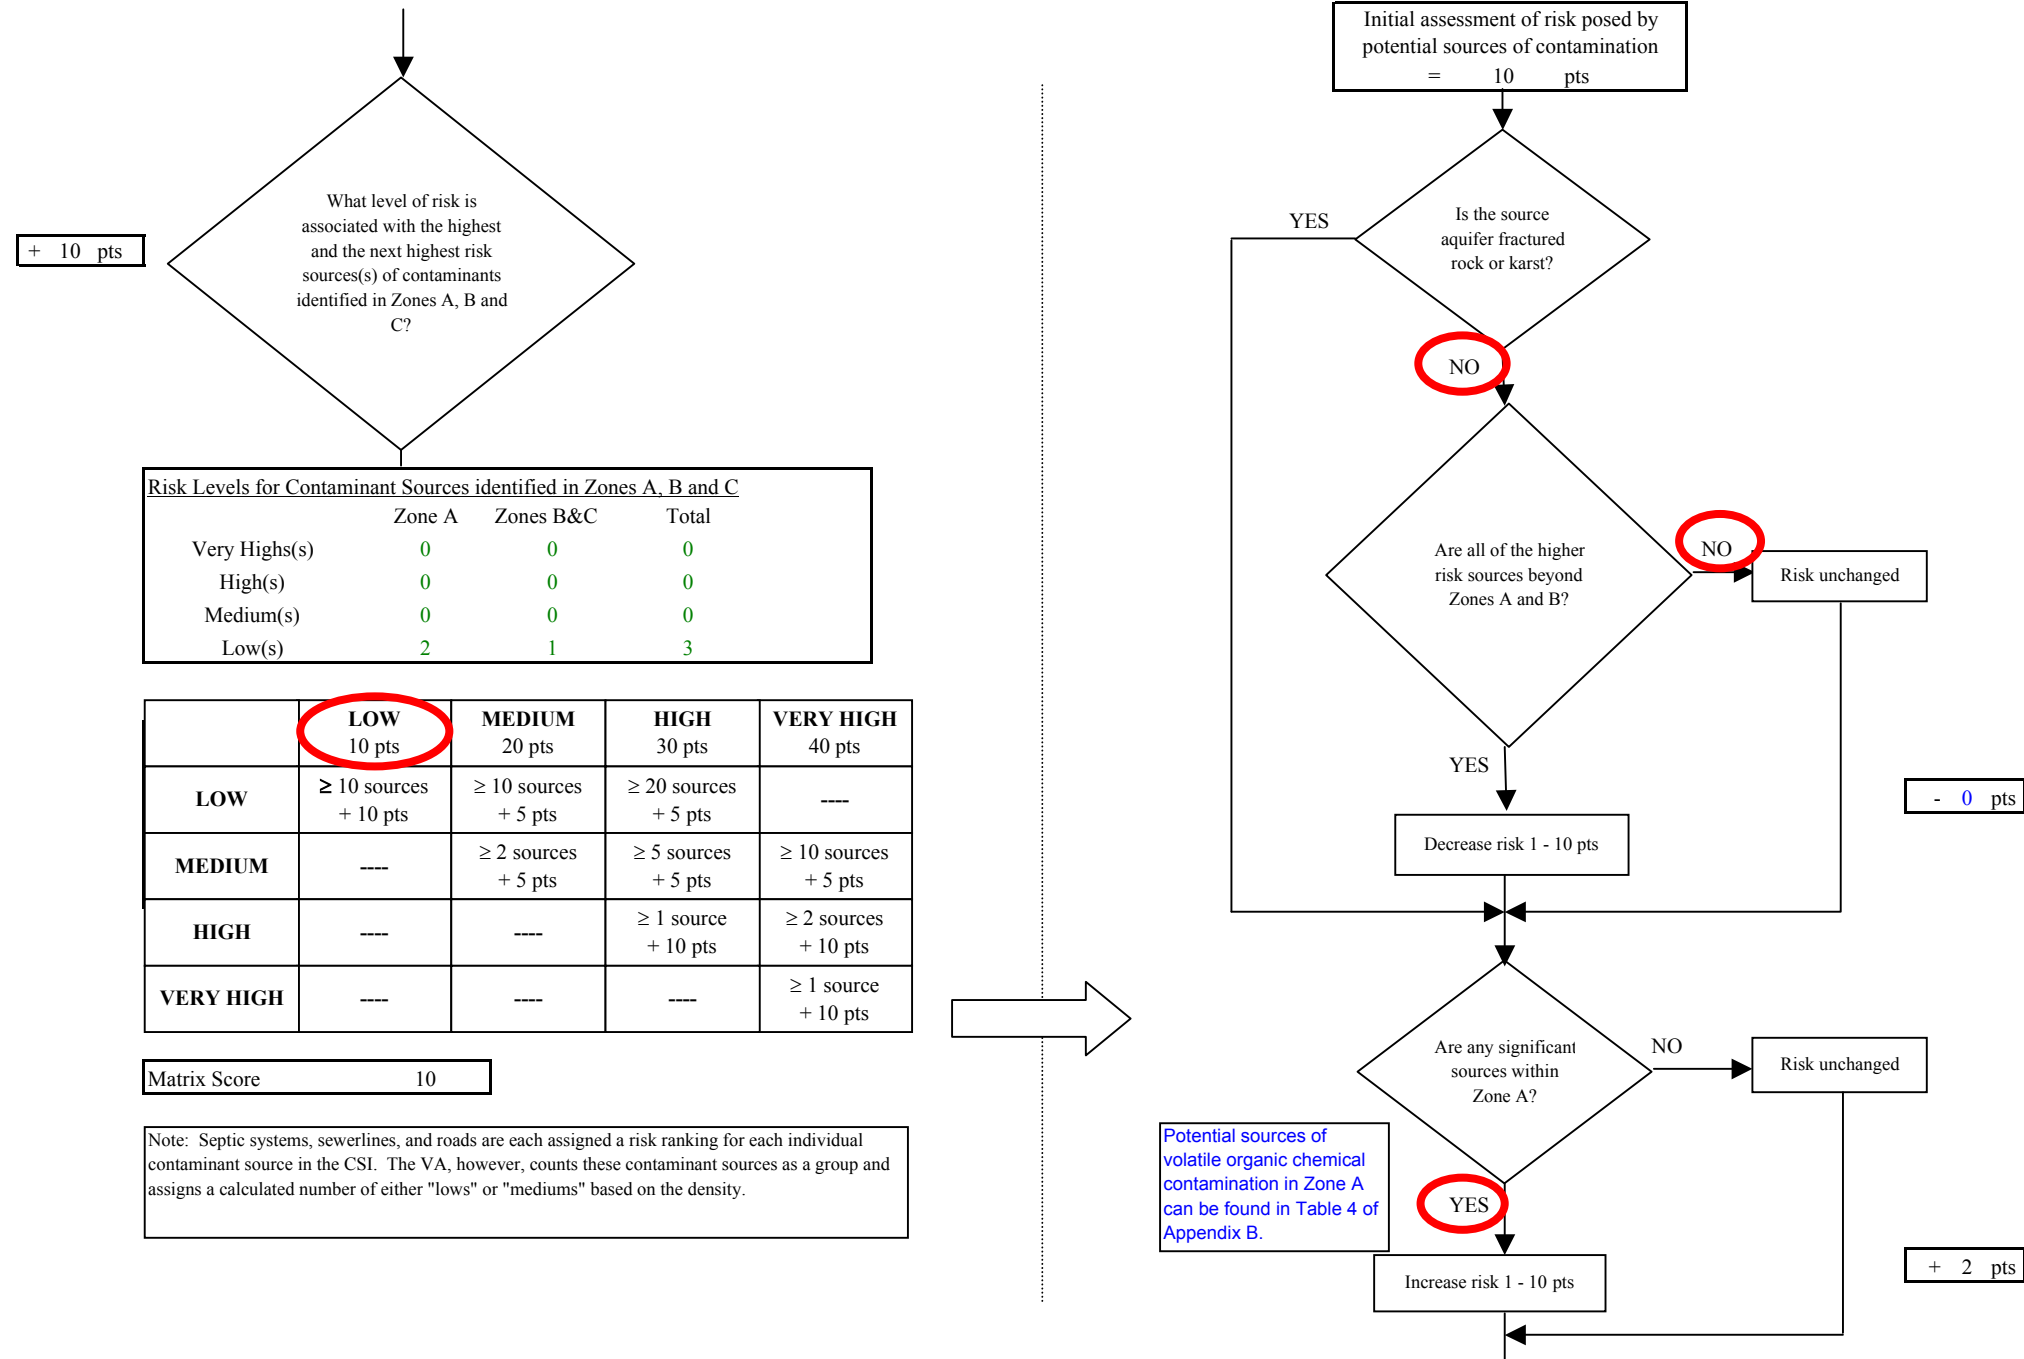 + 10 pts
What level of risk is
associated with the highest
and the next highest risk
sources(s) of contaminants
identified in Zones A, B and
C?
Risk Levels for Contaminant Sources identified in Zones A, B and C
Zone A Zones B&C Total
Very Highs(s) 0 0 0
High(s) 0 0 0
Medium(s) 0 0 0
Low(s) 2 1 3
LOW MEDIUM HIGH VERY HIGH
10 pts 20 pts 30 pts 40 pts
LOW ≥ 10 sources ≥ 10 sources ≥ 20 sources ----
+ 10 pts + 5 pts + 5 pts
MEDIUM ---- ≥ 2 sources ≥ 5 sources ≥ 10 sources
+ 5 pts + 5 pts + 5 pts
HIGH ---- ---- ≥ 1 source ≥ 2 sources
+ 10 pts + 10 pts
VERY HIGH ---- ---- ---- ≥ 1 source
+ 10 pts
Matrix Score 10
Note: Septic systems, sewerlines, and roads are each assigned a risk ranking for each individual
contaminant source in the CSI. The VA, however, counts these contaminant sources as a group and
assigns a calculated number of either "lows" or "mediums" based on the density.
Initial assessment of risk posed by
potential sources of contamination
= 10 pts
Is the source
aquifer fractured
rock or karst?
YES
NO
Are all of the higher
risk sources beyond
Zones A and B?
NO
Risk unchanged
YES
- 0 pts
Decrease risk 1 - 10 pts
Are any significant
sources within
Zone A?
NO
Risk unchanged
Potential sources of
volatile organic chemical
contamination in Zone A
can be found in Table 4 of
Appendix B.
YES
Increase risk 1 - 10 pts
+ 2 pts